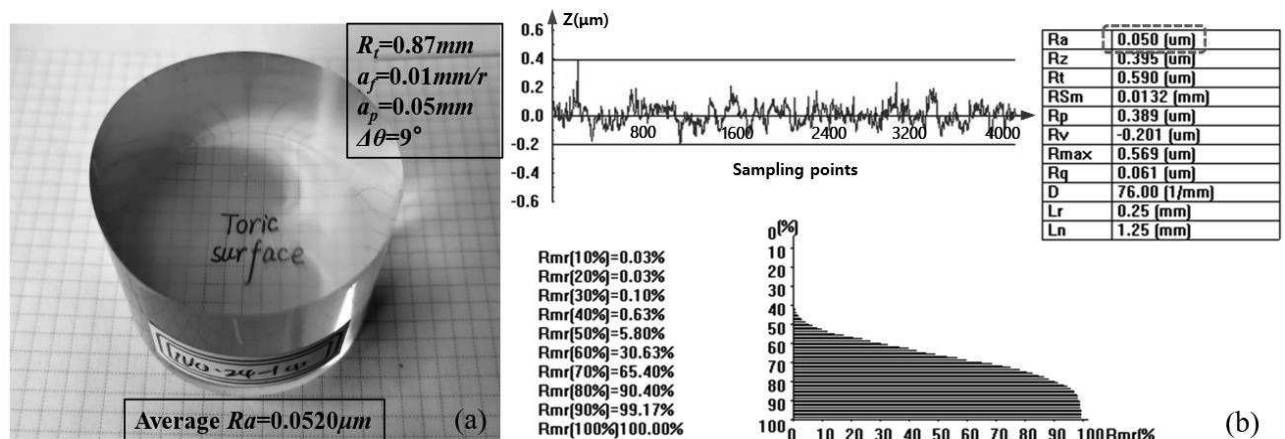 R_t=0.87mm
a_f=0.01mm/r
a_p=0.05mm
Δθ=9°
Toric
surface
Average Ra=0.0520μm
(a)
Z(μm)
0.6
0.4
0.2
0.0
-0.2
-0.4
-0.6
800
1600
2400
3200
4000
Sampling points
Ra 0.050 (um)
Rz 0.395 (um)
Rt 0.590 (um)
RSm 0.0132 (mm)
Rp 0.389 (um)
Rv -0.201 (um)
Rmax 0.569 (um)
Rq 0.061 (um)
D 76.00 (1/mm)
Lr 0.25 (mm)
Ln 1.25 (mm)
Rmr(10%)=0.03%
Rmr(20%)=0.03%
Rmr(30%)=0.10%
Rmr(40%)=0.63%
Rmr(50%)=5.80%
Rmr(60%)=30.63%
Rmr(70%)=65.40%
Rmr(80%)=90.40%
Rmr(90%)=99.17%
Rmr(100%)100.00%
0(%)
10
20
30
40
50
60
70
80
90
100
0 10 20 30 40 50 60 70 80 90 100 Rmr%
(b)